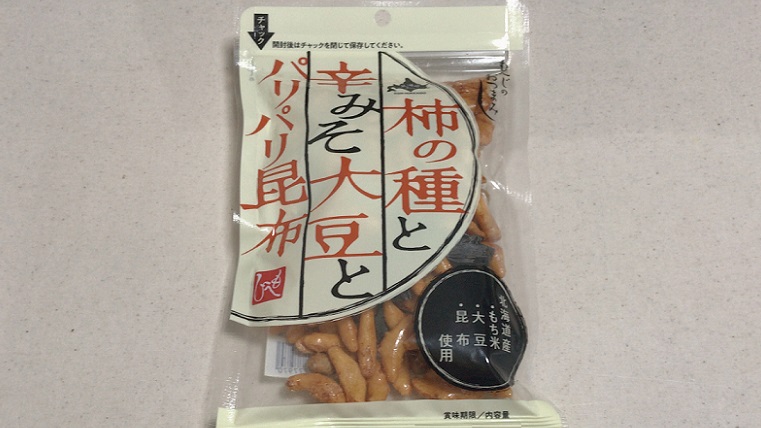 チャック
開封後はチャックを閉じて保存してください。
柿の種と
辛みそ大豆と
パリパリ昆布
もへじ
北海道産
・もち米
・大豆
・昆布
使用
賞味期限/内容量